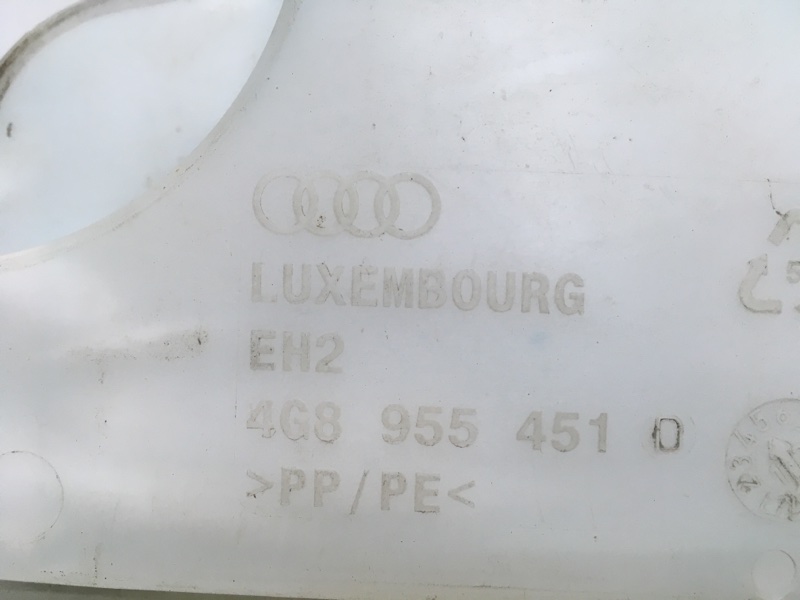 LUXEMBOURG
EH2
4G8 955 451 D
>PP/PE<